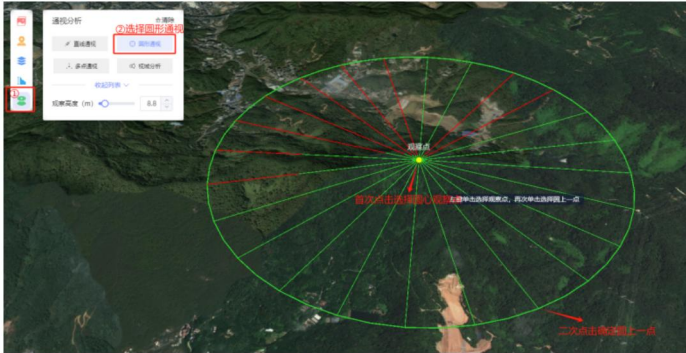 通视分析
清除
②选择圆形通视
直线通视
圆形通视
多点通视
视域分析
收起列表
观察高度（m）
8.8
①
观察点
首次点击选择圆心观察点
左键单击选择观察点，再次单击选择圆上一点
二次点击确定圆上一点